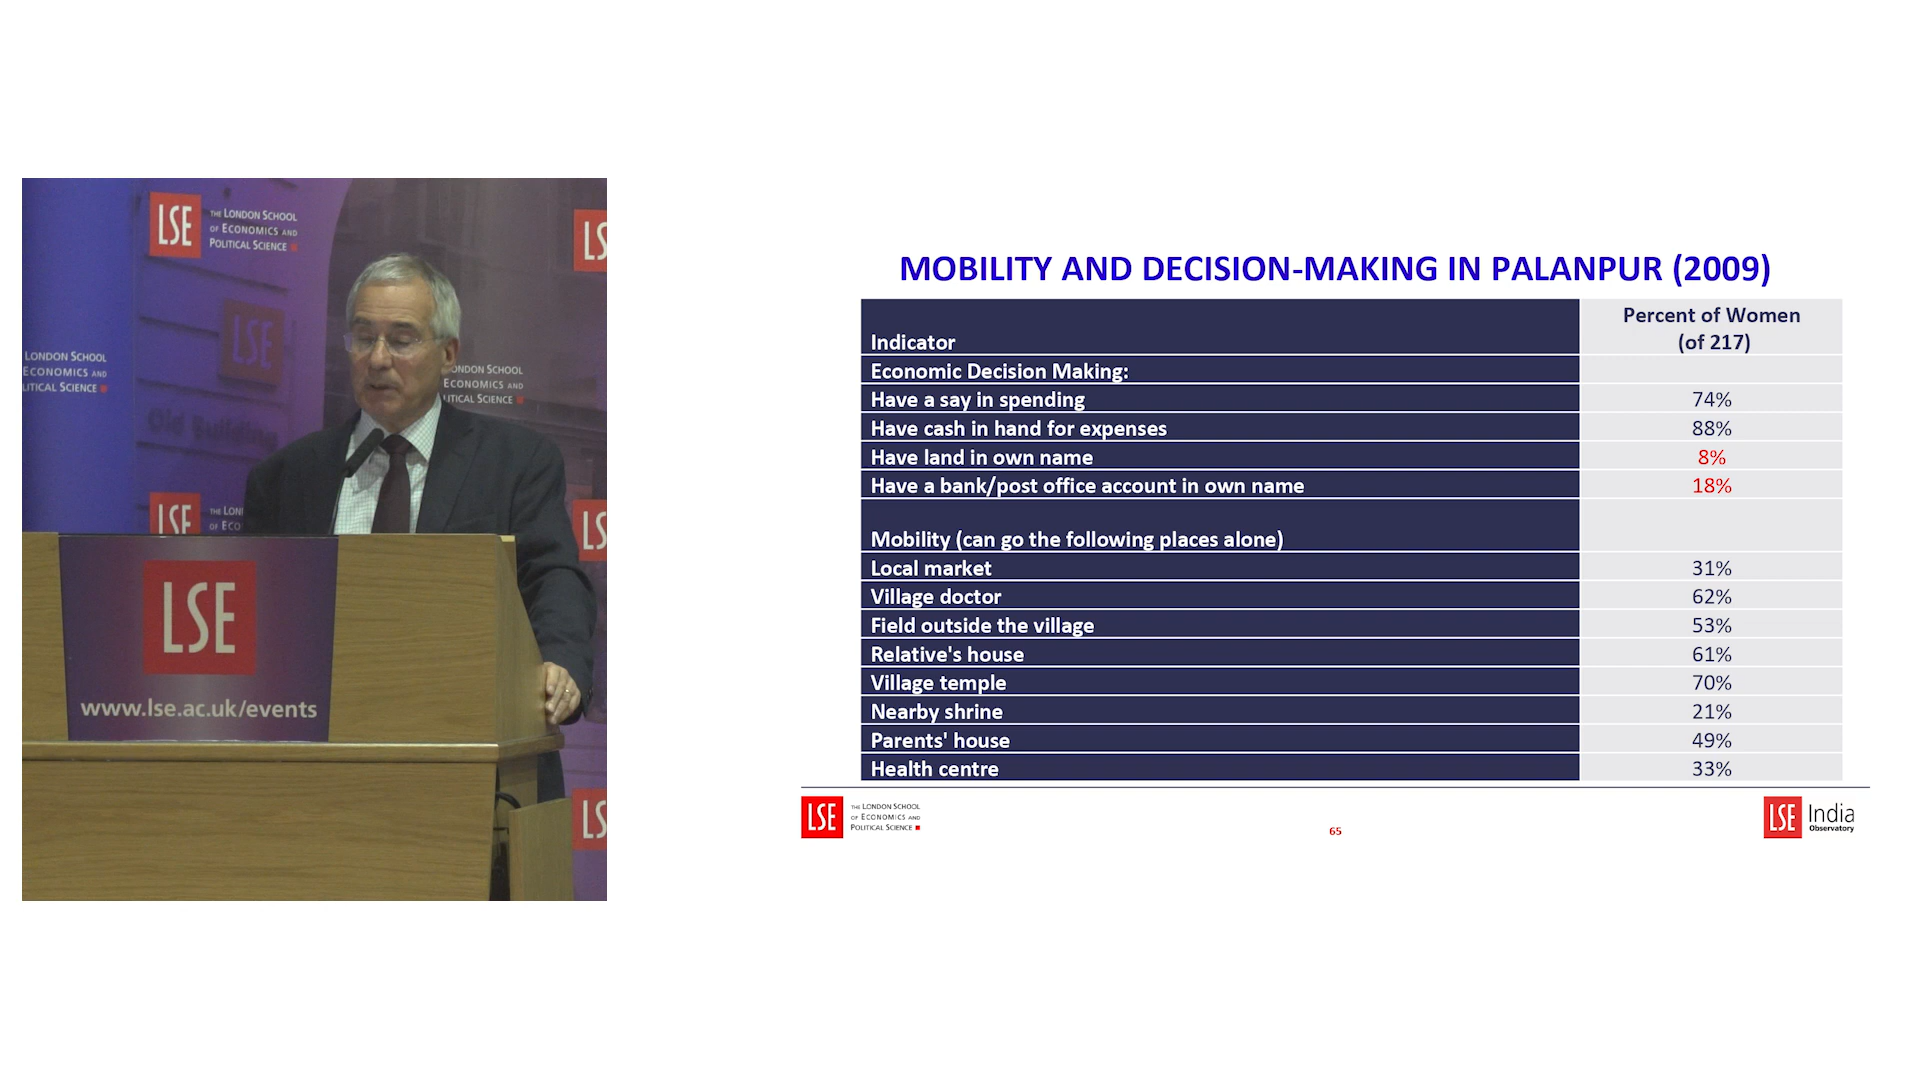 LSE THE LONDON SCHOOL
OF ECONOMICS AND
POLITICAL SCIENCE
LSE
LONDON SCHOOL
ECONOMICS AND
LITICAL SCIENCE
LONDON SCHOOL
ECONOMICS AND
LITICAL SCIENCE
Old Building
LSE
LSE
www.lse.ac.uk/events
MOBILITY AND DECISION-MAKING IN PALANPUR (2009)
Indicator Percent of Women
(of 217)
Economic Decision Making:
Have a say in spending 74%
Have cash in hand for expenses 88%
Have land in own name 8%
Have a bank/post office account in own name 18%
Mobility (can go the following places alone)
Local market 31%
Village doctor 62%
Field outside the village 53%
Relative's house 61%
Village temple 70%
Nearby shrine 21%
Parents' house 49%
Health centre 33%
LSE THE LONDON SCHOOL
OF ECONOMICS AND
POLITICAL SCIENCE
65
LSE India
Observatory